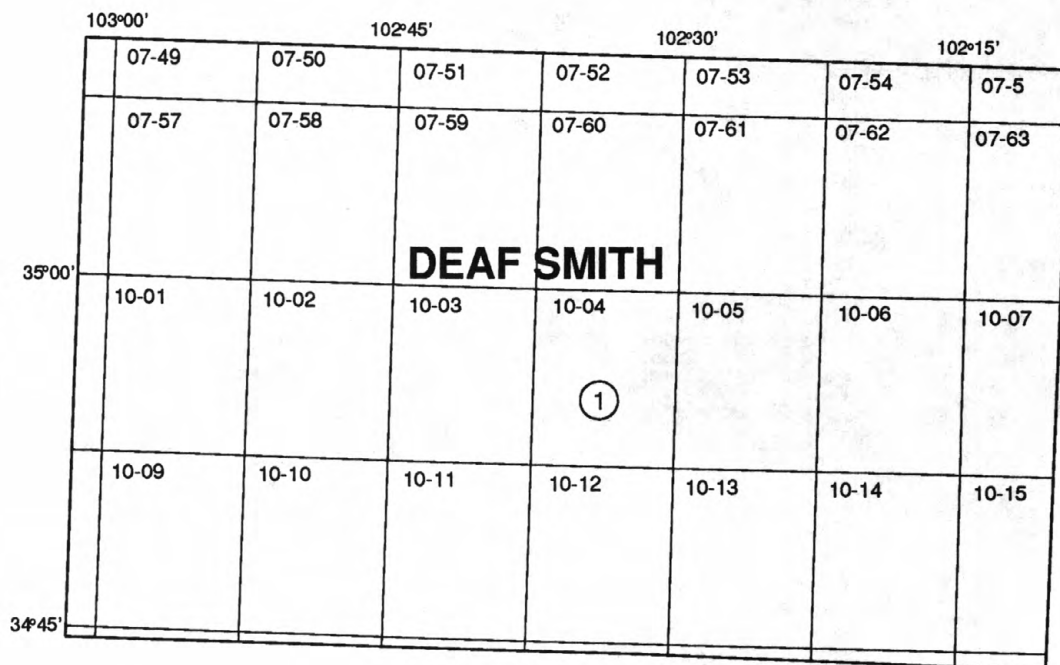 103°00' 102°45' 102°30' 102°15'
07-49 07-50 07-51 07-52 07-53 07-54 07-5
07-57 07-58 07-59 07-60 07-61 07-62 07-63
DEAF SMITH
35°00'
10-01 10-02 10-03 10-04 10-05 10-06 10-07
1
10-09 10-10 10-11 10-12 10-13 10-14 10-15
34°45'